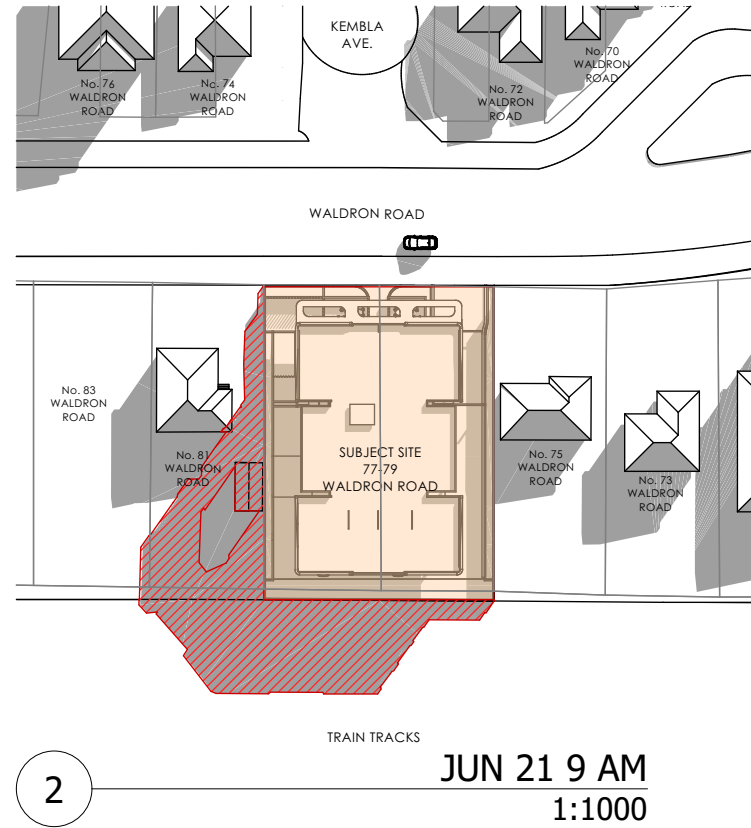 KEMBLA
AVE.
No. 76
WALDRON
ROAD
No. 74
WALDRON
ROAD
No. 72
WALDRON
ROAD
No. 70
WALDRON
ROAD
WALDRON ROAD
No. 83
WALDRON
ROAD
No. 81
WALDRON
ROAD
SUBJECT SITE
77-79
WALDRON ROAD
No. 75
WALDRON
ROAD
No. 73
WALDRON
ROAD
TRAIN TRACKS
2
JUN 21 9 AM
1:1000